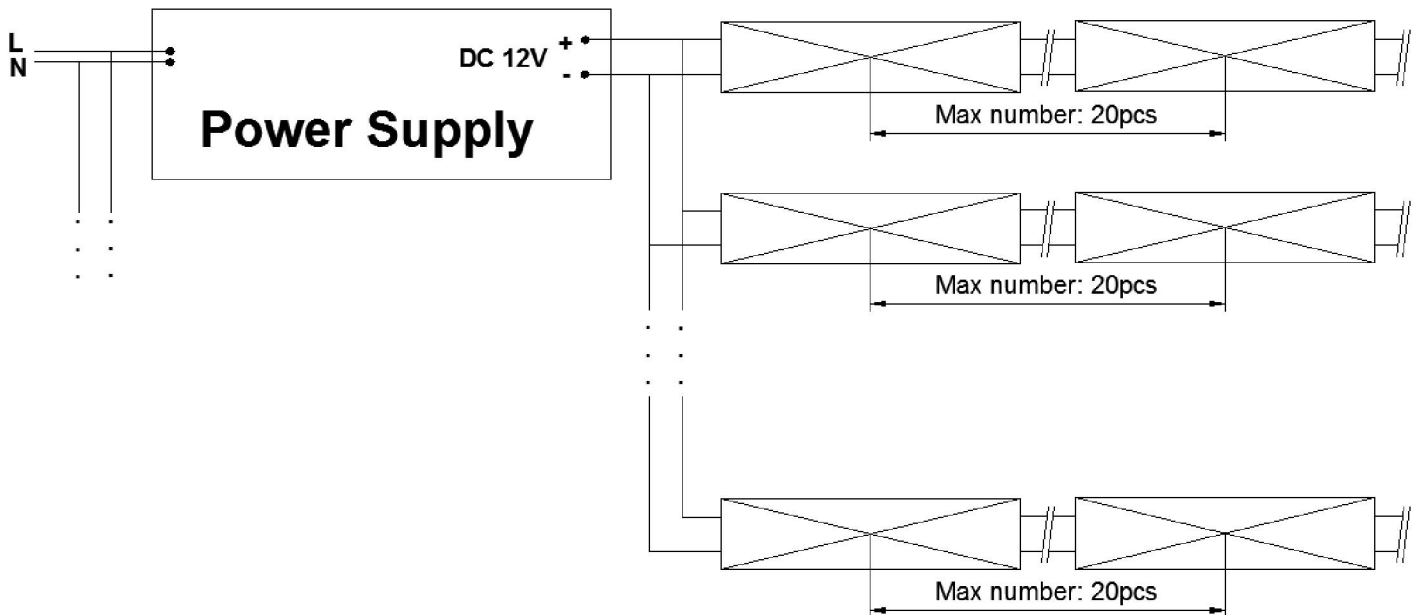 L
N
DC 12V
+
-
Power Supply
Max number: 20pcs
Max number: 20pcs
Max number: 20pcs